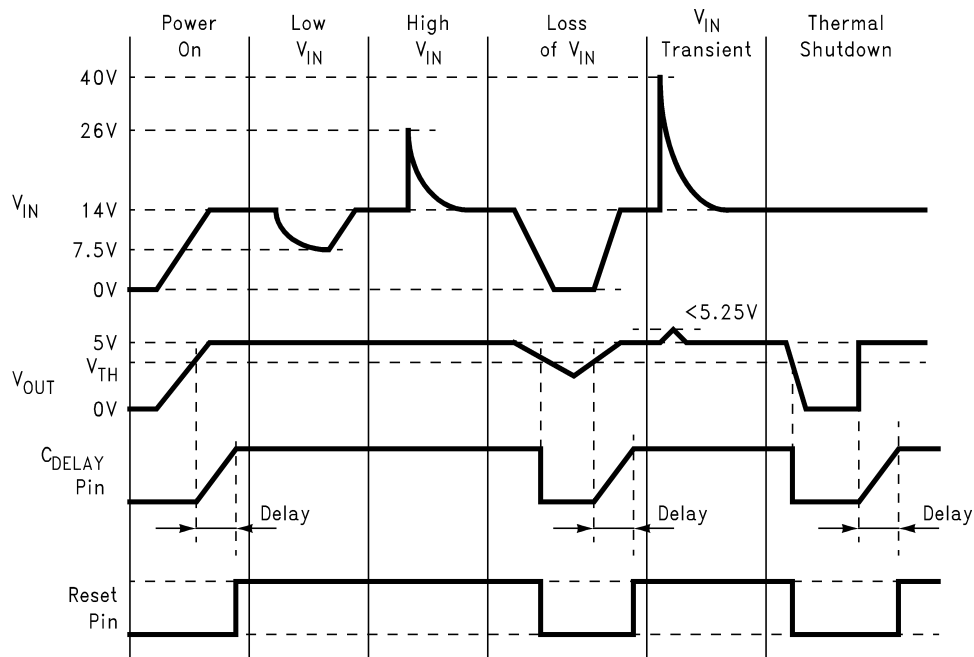 Power
On
Low
VIN
High
VIN
Loss
of VIN
VIN
Transient
Thermal
Shutdown
40V
26V
VIN
14V
7.5V
0V
<5.25V
5V
VTH
VOUT
0V
CDELAY
Pin
Delay
Delay
Delay
Reset
Pin